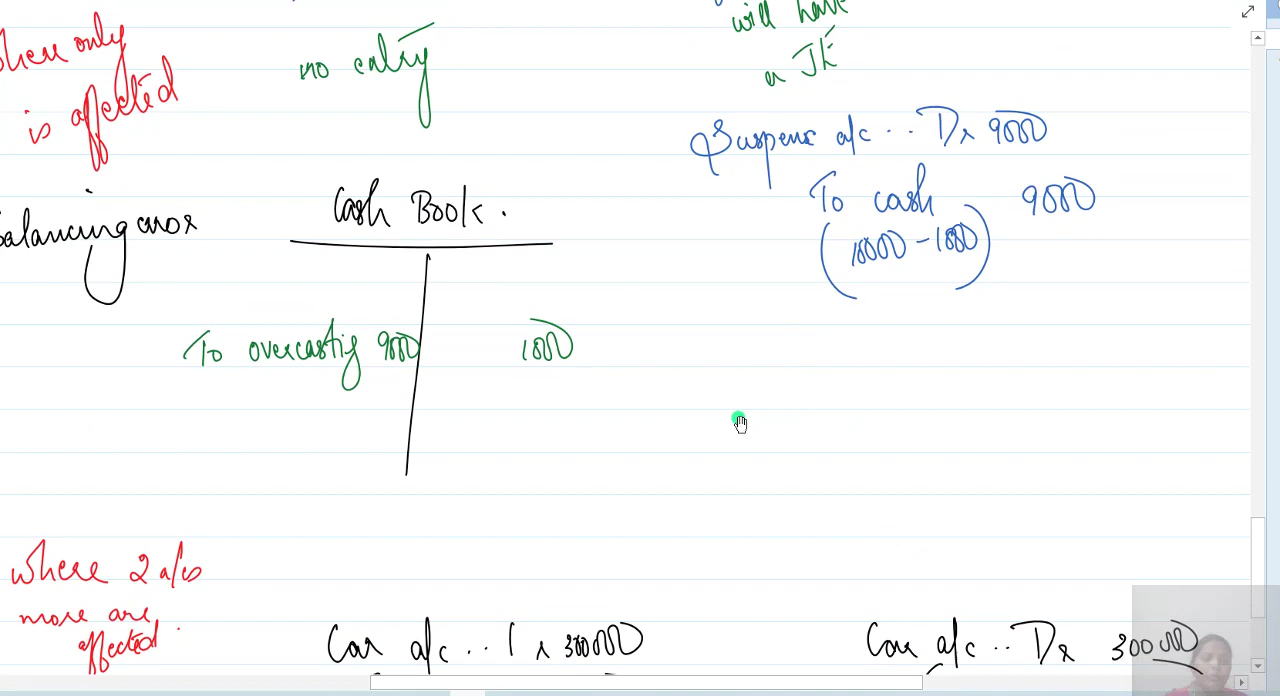 where only
is affected
no entry
will have
a JE
Suspense a/c .. Dr 9000
To cash 9000
(10000 - 1000)
balancing error
Cash Book.
To overcasting 9000
1000
where 2 a/cs
more are
affected.
Car a/c .. Dr 300000
Car a/c .. Dr 300000